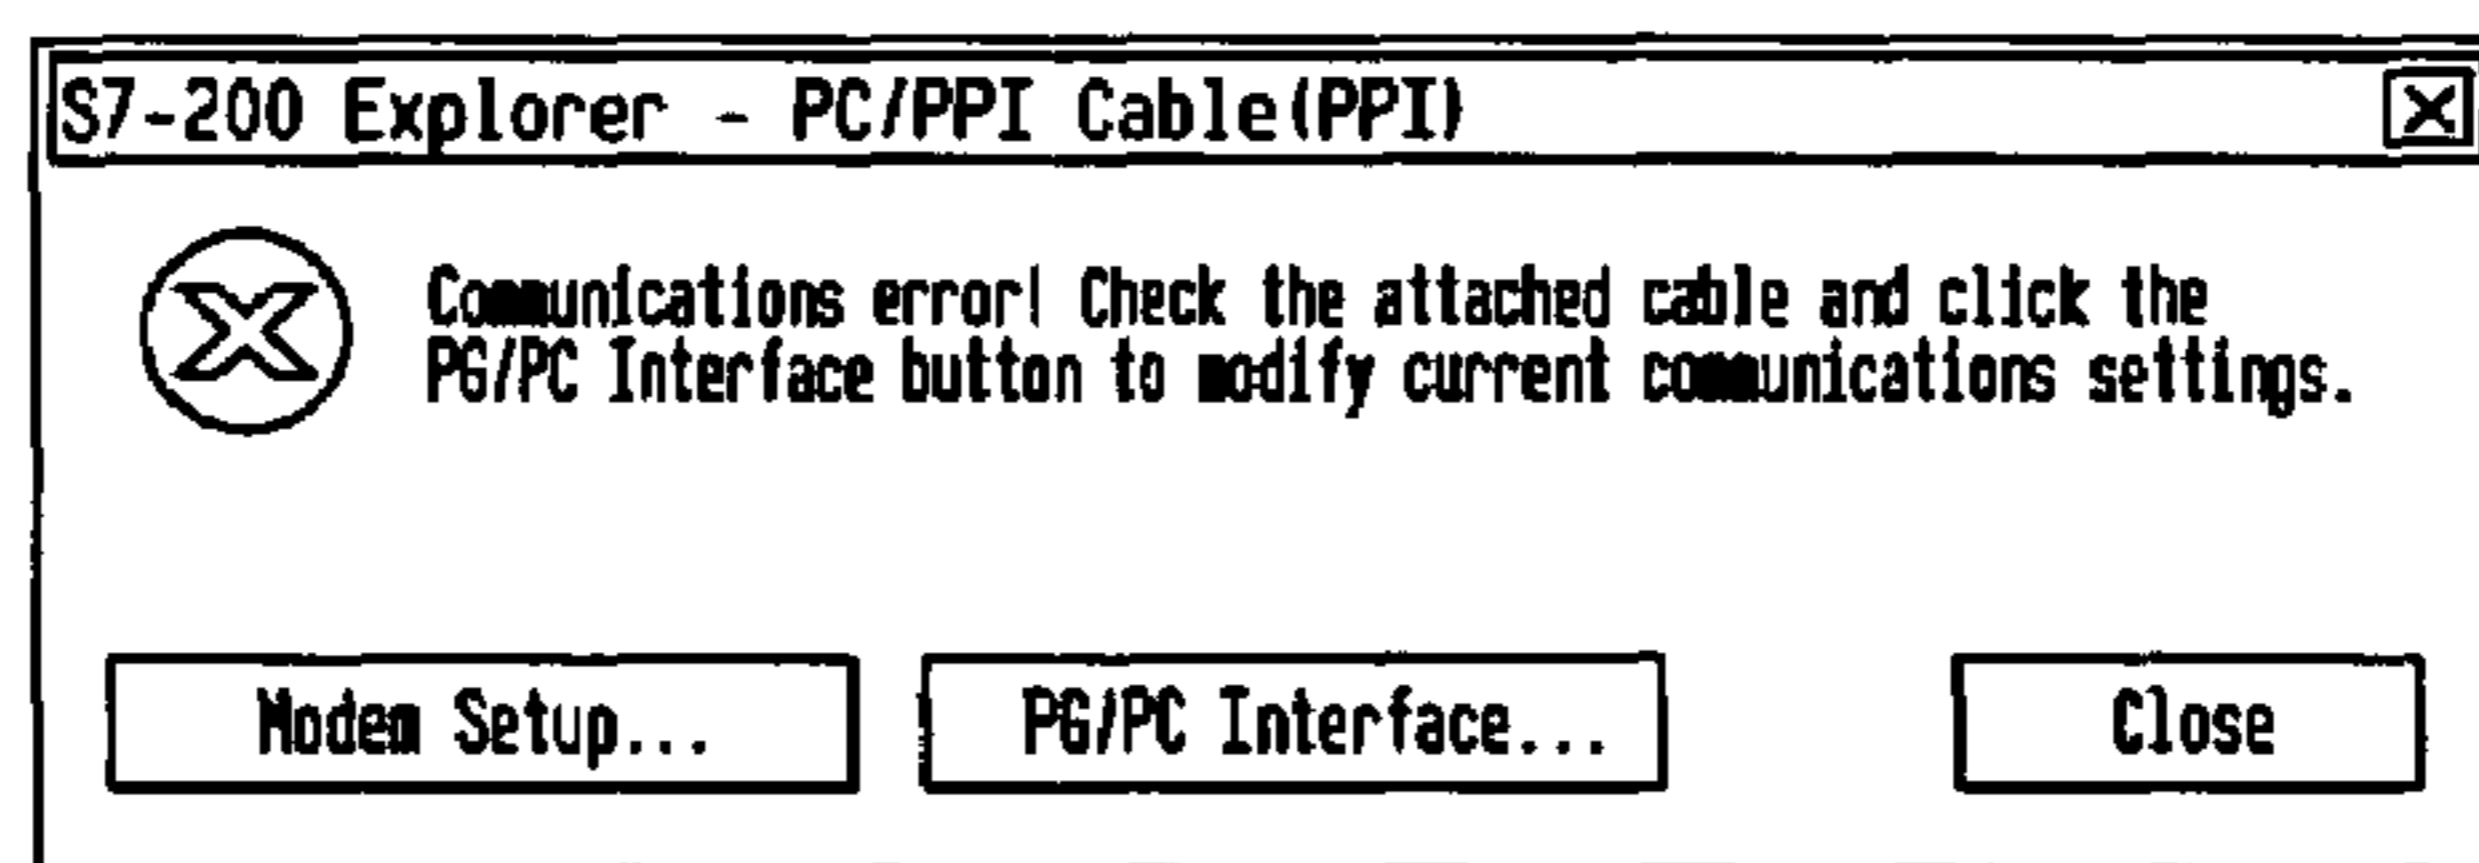 S7-200 Explorer - PC/PPI Cable(PPI)
Communications error! Check the attached cable and click the
PG/PC Interface button to modify current communications settings.
Modem Setup...
PG/PC Interface...
Close